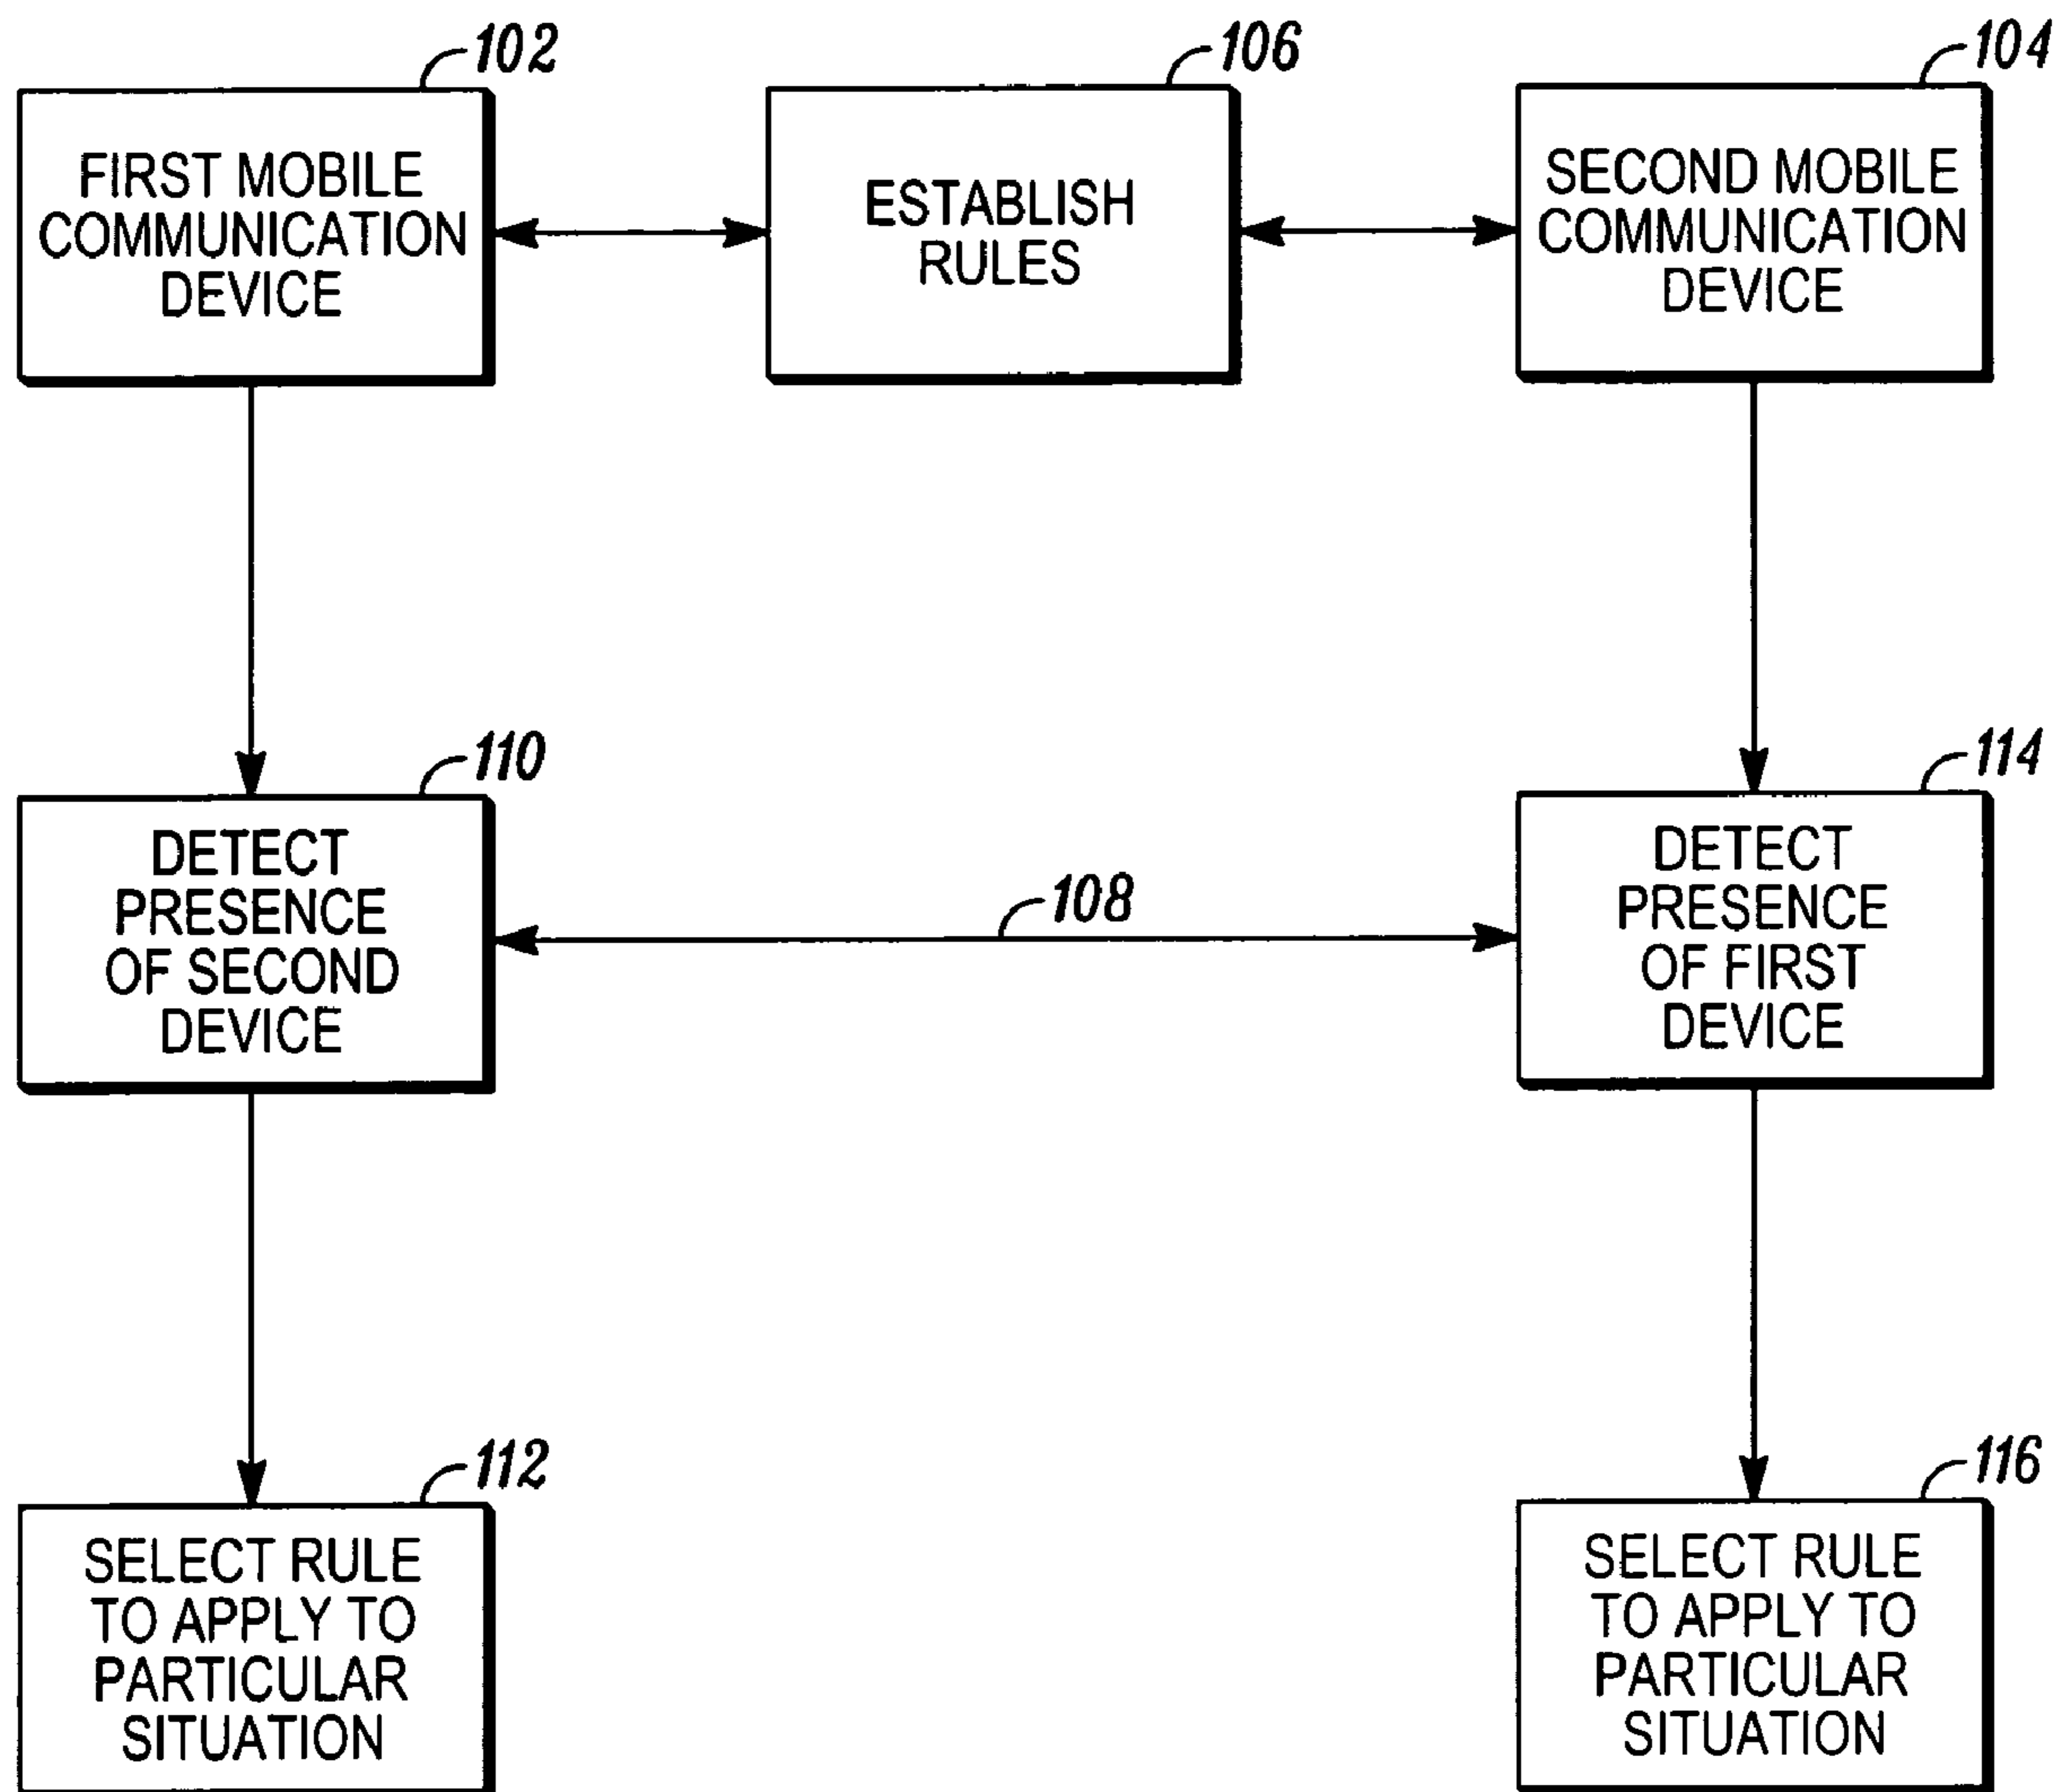 102
FIRST MOBILE
COMMUNICATION
DEVICE
106
ESTABLISH
RULES
104
SECOND MOBILE
COMMUNICATION
DEVICE
110
DETECT
PRESENCE
OF SECOND
DEVICE
108
114
DETECT
PRESENCE
OF FIRST
DEVICE
112
SELECT RULE
TO APPLY TO
PARTICULAR
SITUATION
116
SELECT RULE
TO APPLY TO
PARTICULAR
SITUATION